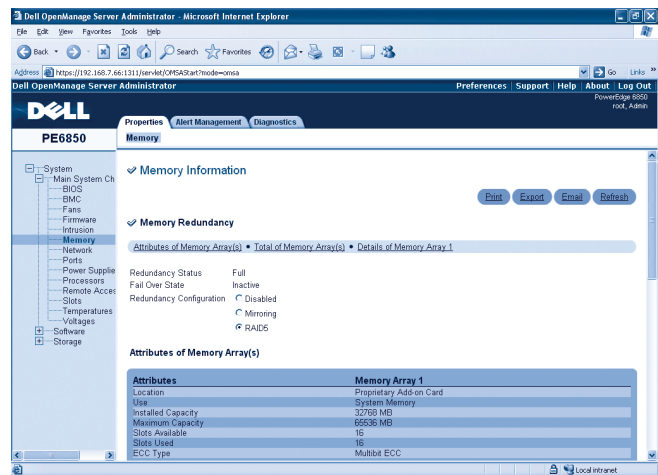 Dell OpenManage Server Administrator - Microsoft Internet Explorer
File Edit View Favorites Tools Help
Back Search Favorites
Address https://192.168.7.66:1311/servlet/OMSAStart?mode=omsa Go Links »
Dell OpenManage Server Administrator Preferences Support Help About Log Out
PowerEdge 6850
root, Admin
DELL
Properties Alert Management Diagnostics
PE6850 Memory
System
Main System Ch
BIOS
BMC
Fans
Firmware
Intrusion
Memory
Network
Ports
Power Supplie
Processors
Remote Acces
Slots
Temperatures
Voltages
Software
Storage
Memory Information
Print Export Email Refresh
Memory Redundancy
Attributes of Memory Array(s) • Total of Memory Array(s) • Details of Memory Array 1
Redundancy Status Full
Fail Over State Inactive
Redundancy Configuration Disabled
Mirroring
RAID5
Attributes of Memory Array(s)
Attributes Memory Array 1
Location Proprietary Add-on Card
Use System Memory
Installed Capacity 32768 MB
Maximum Capacity 65536 MB
Slots Available 16
Slots Used 16
ECC Type Multibit ECC
Local intranet